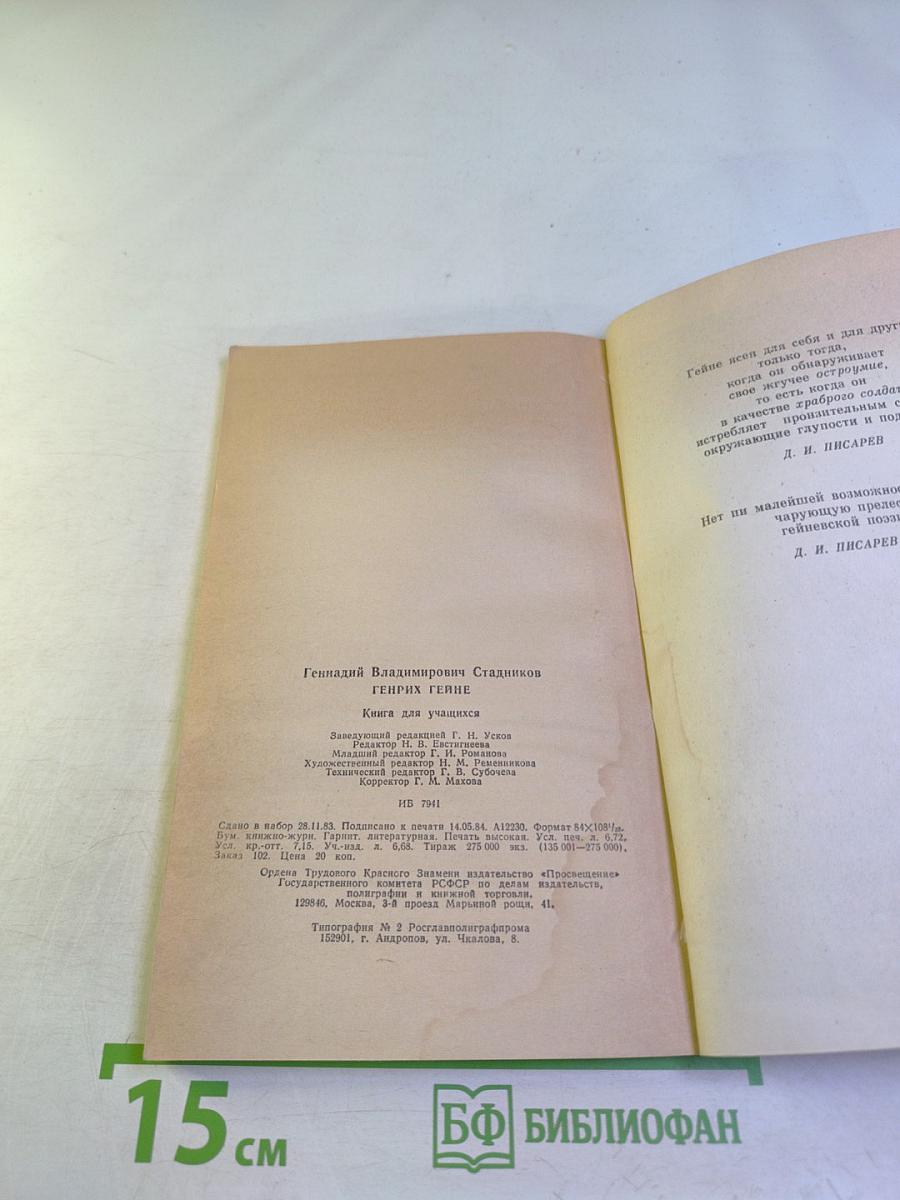 Геннадий Владимирович Стадников
ГЕНРИХ ГЕЙНЕ
Книга для учащихся
Заведующий редакцией Г. Н. Усков
Редактор Н. В. Евстигнеева
Младший редактор Г. И. Романова
Художественный редактор Н. М. Ременникова
Технический редактор Г. В. Субочева
Корректор Г. М. Махова
ИБ 7941
Сдано в набор 28.11.83. Подписано к печати 14.05.84. А12230. Формат 84×108¹/₃₂.
Бум. книжно-журн. Гарнит. литературная. Печать высокая. Усл. печ. л. 6,72.
Усл. кр.-отт. 7,15. Уч.-изд. л. 6,68. Тираж 275 000 экз. (135 001—275 000).
Заказ 102. Цена 20 коп.
Ордена Трудового Красного Знамени издательство «Просвещение»
Государственного комитета РСФСР по делам издательств,
полиграфии и книжной торговли.
129846, Москва, 3-й проезд Марьиной рощи, 41.
Типография № 2 Росглавполиграфпрома
152901, г. Андропов, ул. Чкалова, 8.
Гейне ясен для себя и для друг
только тогда,
когда он обнаруживает
свое жгучее остроумие,
то есть когда он
в качестве храброго солдат
истребляет пронзительным с
окружающие глупости и под
Д. И. ПИСАРЕВ
Нет ни малейшей возможнос
чарующую прелес
гейневской поэзи
Д. И. ПИСАРЕВ
15 см
БФ БИБЛИОФАН